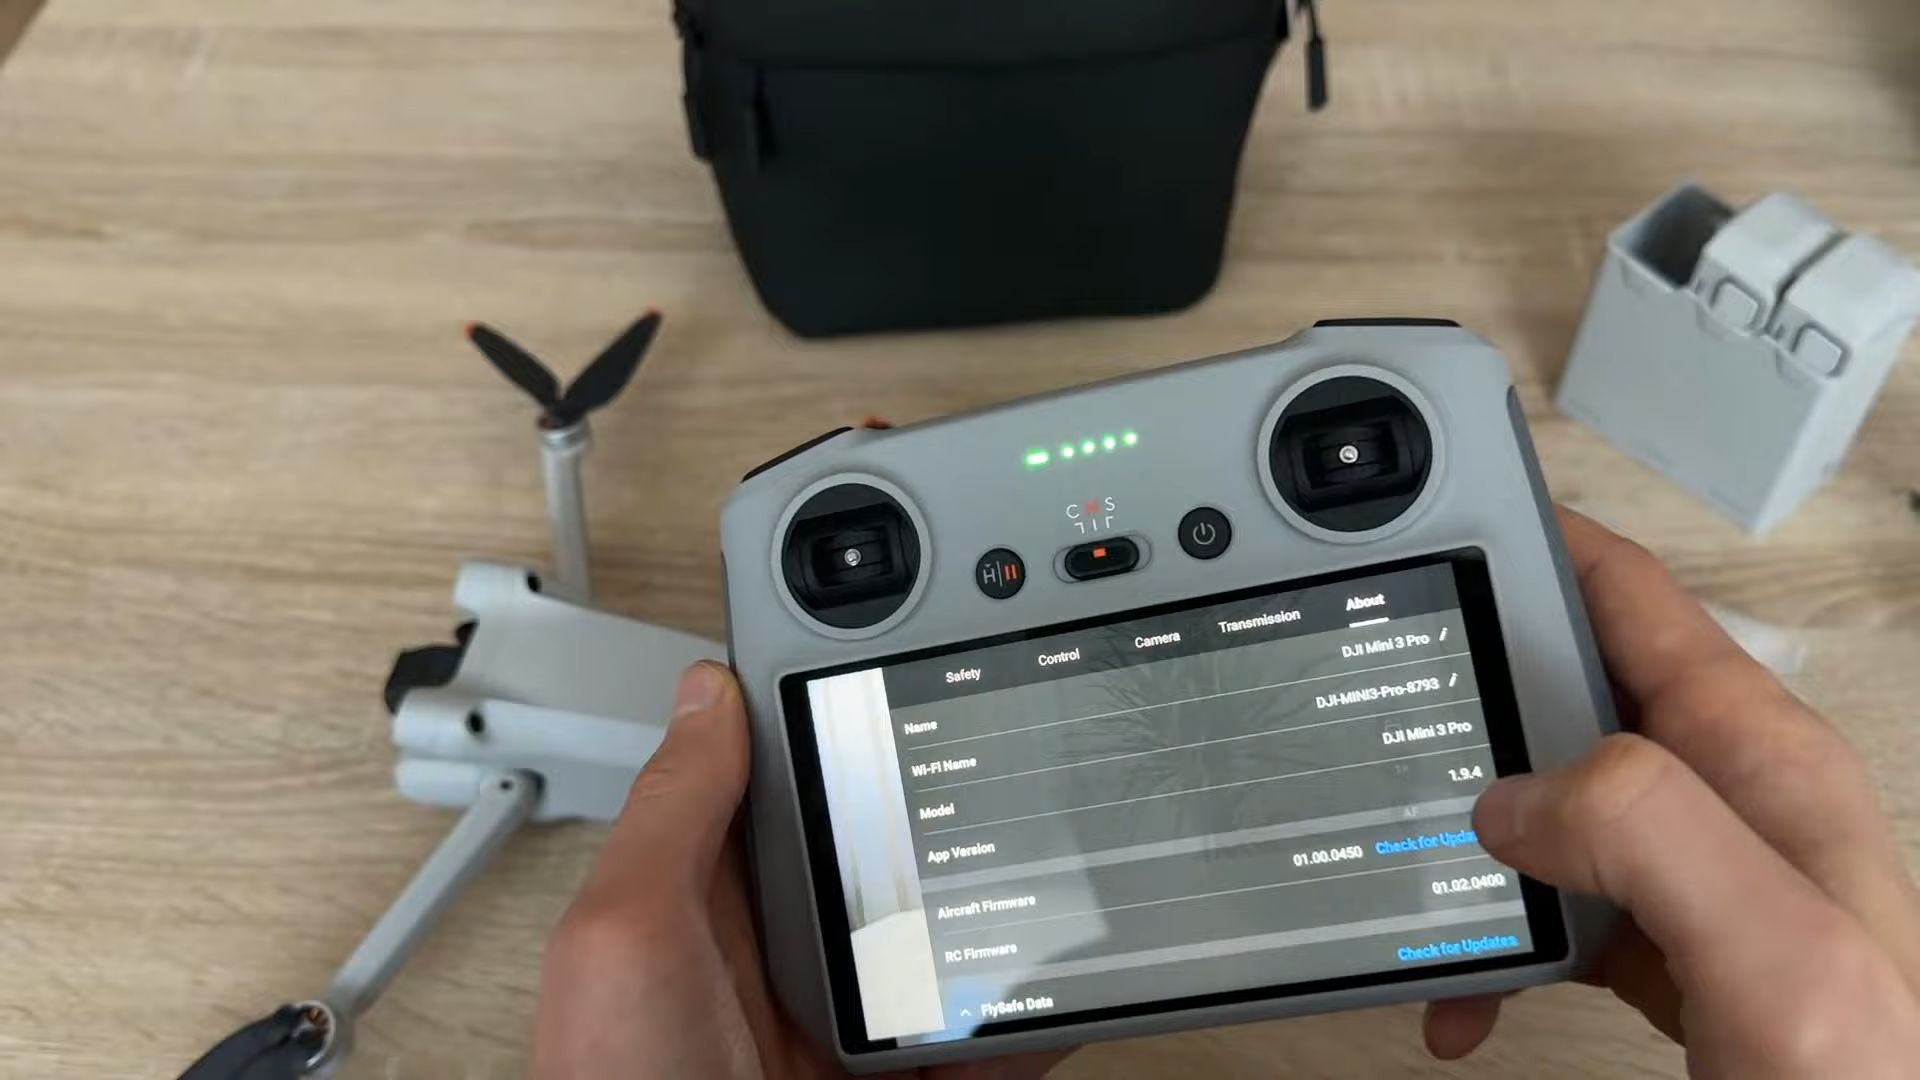 C N S
H
Safety Control Camera Transmission About
Name DJI Mini 3 Pro
Wi-Fi Name DJI-MINI3-Pro-8793
Model DJI Mini 3 Pro
App Version 1.9.4
Aircraft Firmware 01.00.0450 Check for
RC Firmware 01.02.0400
FlySafe Data Check for Updates